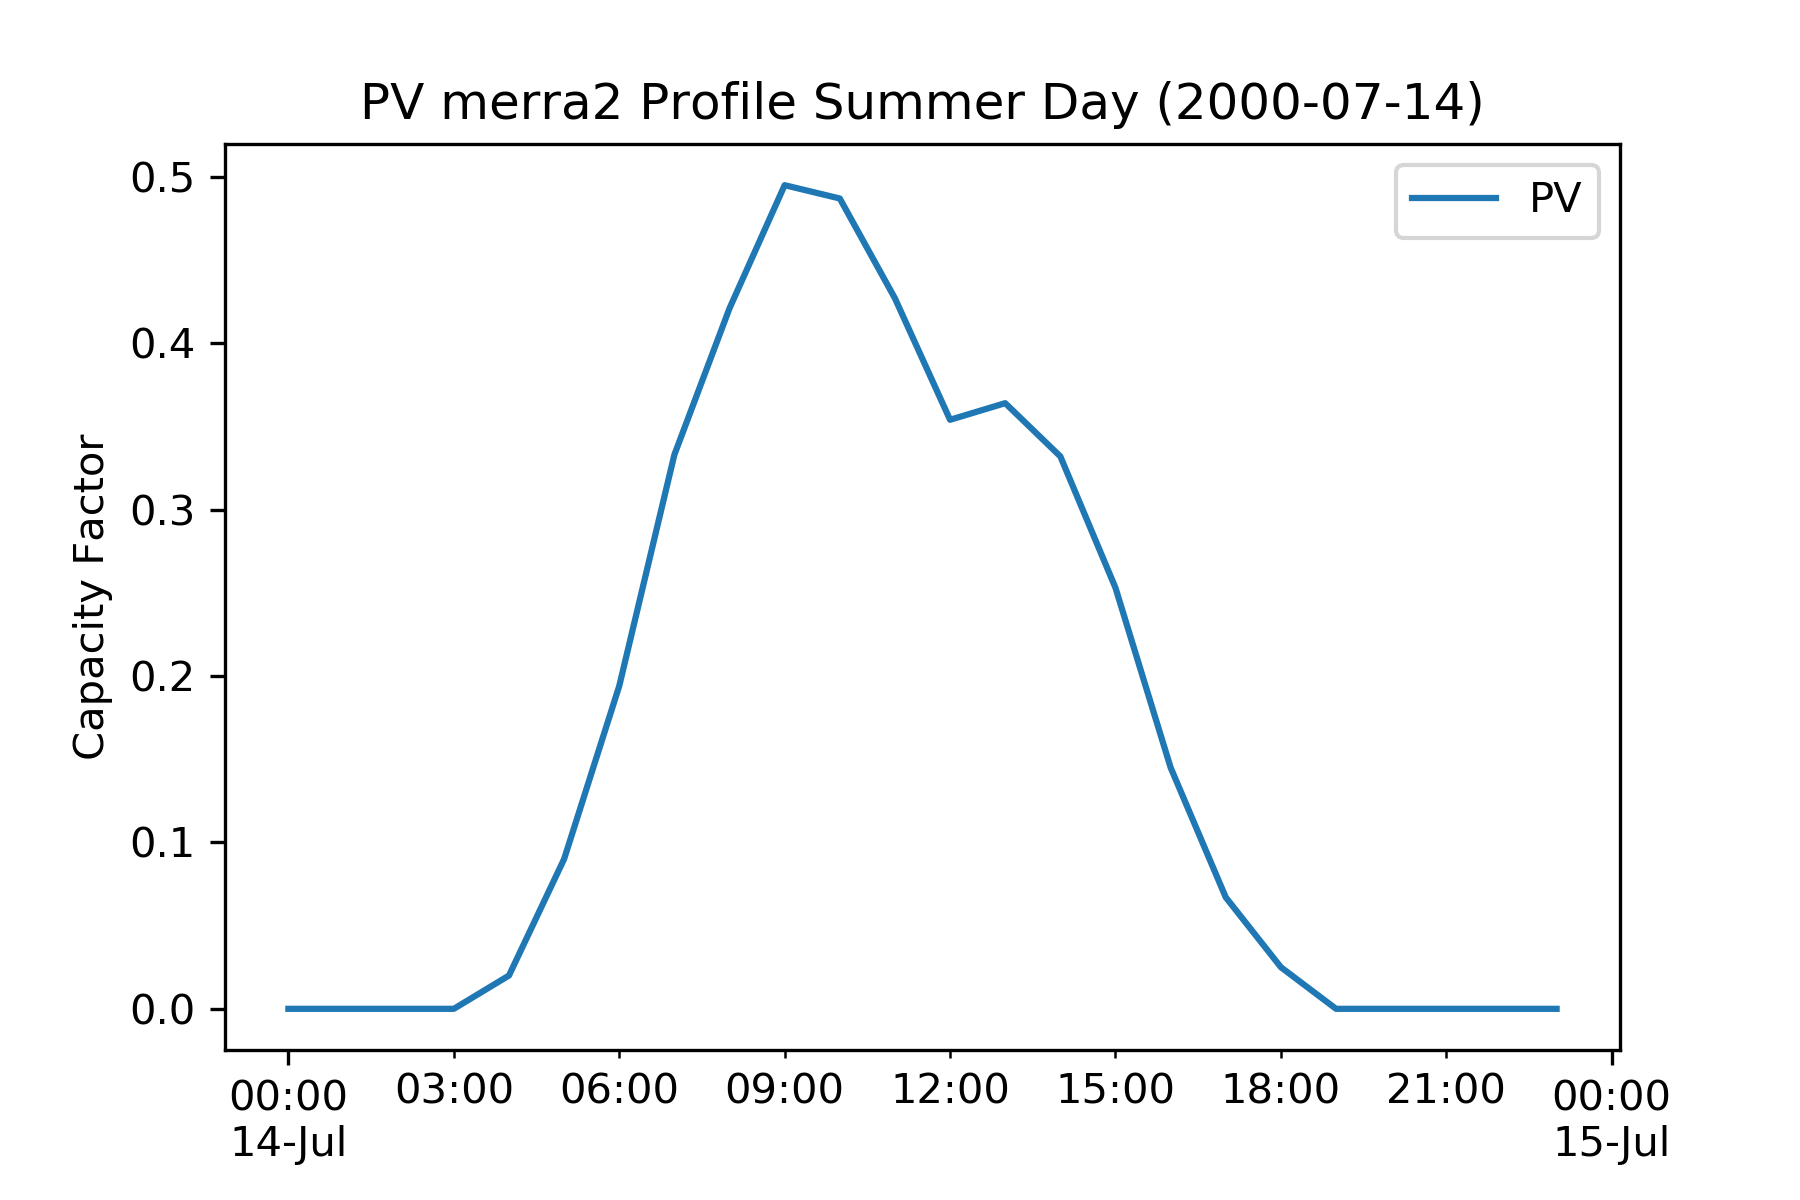 PV merra2 Profile Summer Day (2000-07-14)
PV
Capacity Factor
0.5
0.4
0.3
0.2
0.1
0.0
00:00 03:00 06:00 09:00 12:00 15:00 18:00 21:00 00:00
14-Jul 15-Jul